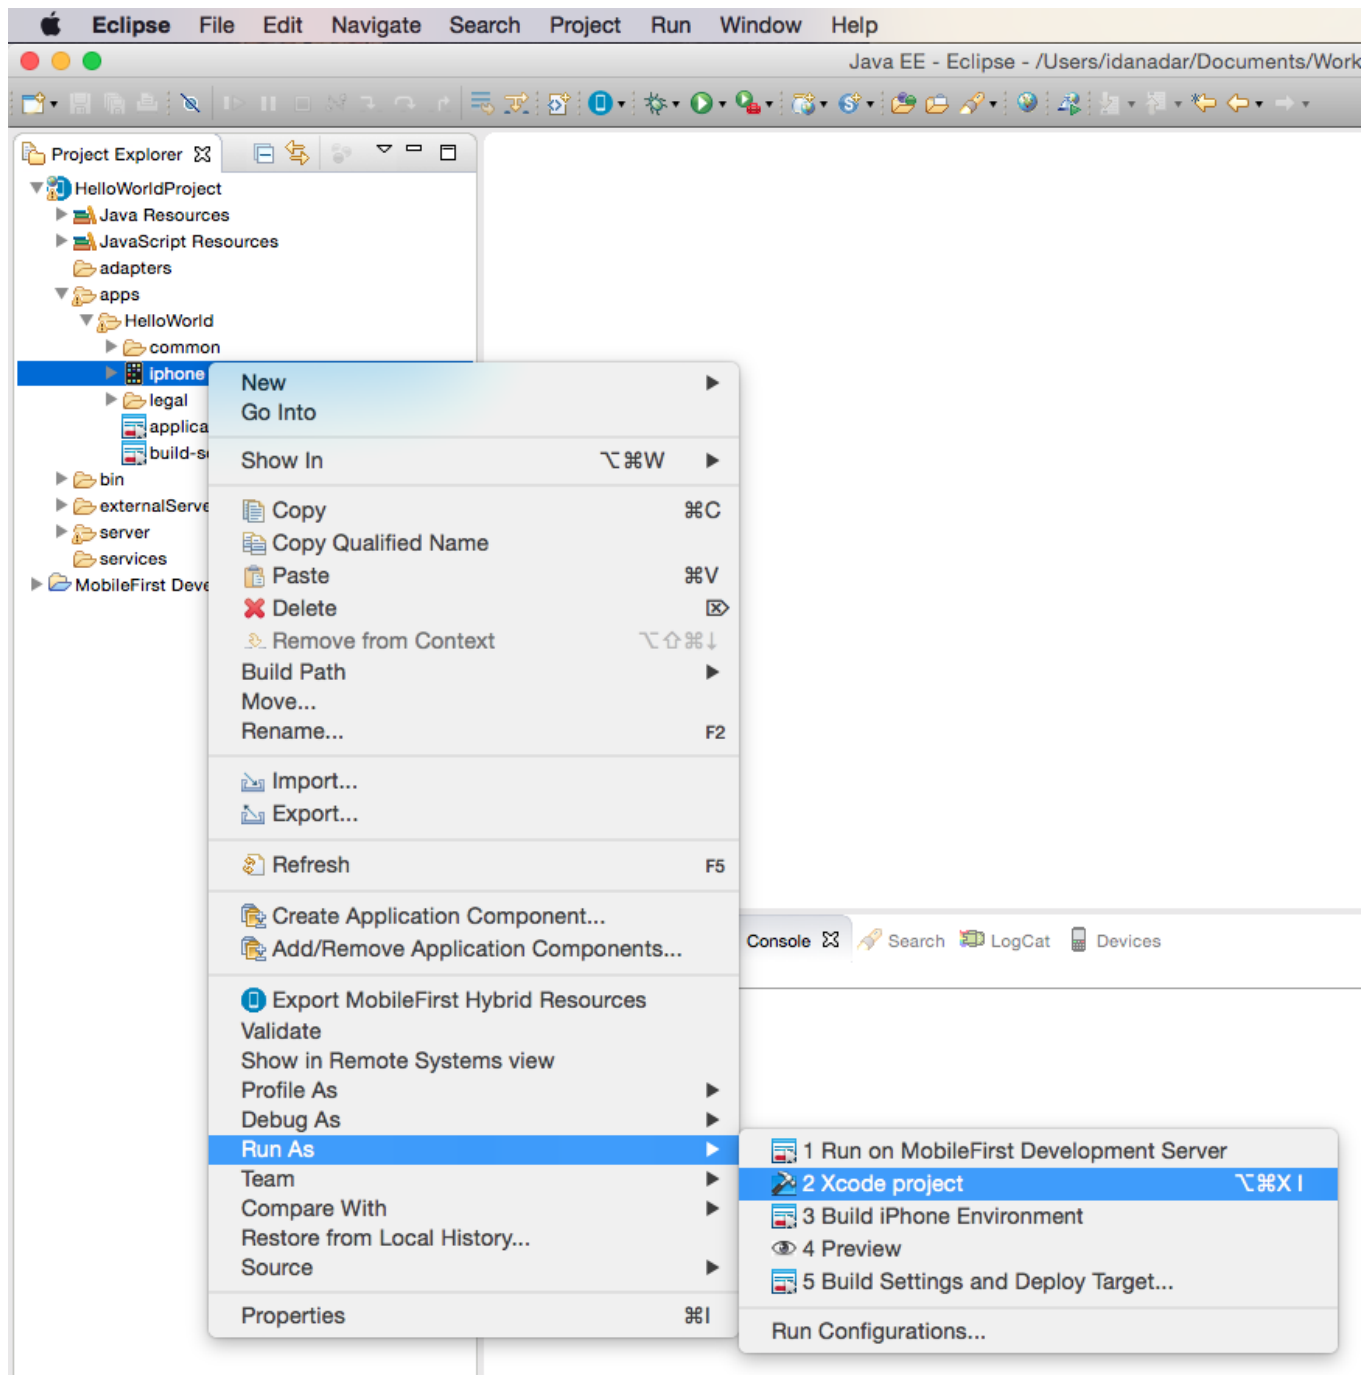 Eclipse File Edit Navigate Search Project Run Window Help
Java EE - Eclipse - /Users/idanadar/Documents/Work
Project Explorer
HelloWorldProject
Java Resources
JavaScript Resources
adapters
apps
HelloWorld
common
iphone
legal
applica
build-se
bin
externalServe
server
services
MobileFirst Deve
New
Go Into
Show In ⌥⌘W
Copy ⌘C
Copy Qualified Name
Paste ⌘V
Delete ⌦
Remove from Context ⌥⇧⌘↓
Build Path
Move...
Rename... F2
Import...
Export...
Refresh F5
Create Application Component...
Add/Remove Application Components...
Export MobileFirst Hybrid Resources
Validate
Show in Remote Systems view
Profile As
Debug As
Run As
Team
Compare With
Restore from Local History...
Source
Properties ⌘I
Console Search LogCat Devices
1 Run on MobileFirst Development Server
2 Xcode project ⌥⌘X I
3 Build iPhone Environment
4 Preview
5 Build Settings and Deploy Target...
Run Configurations...